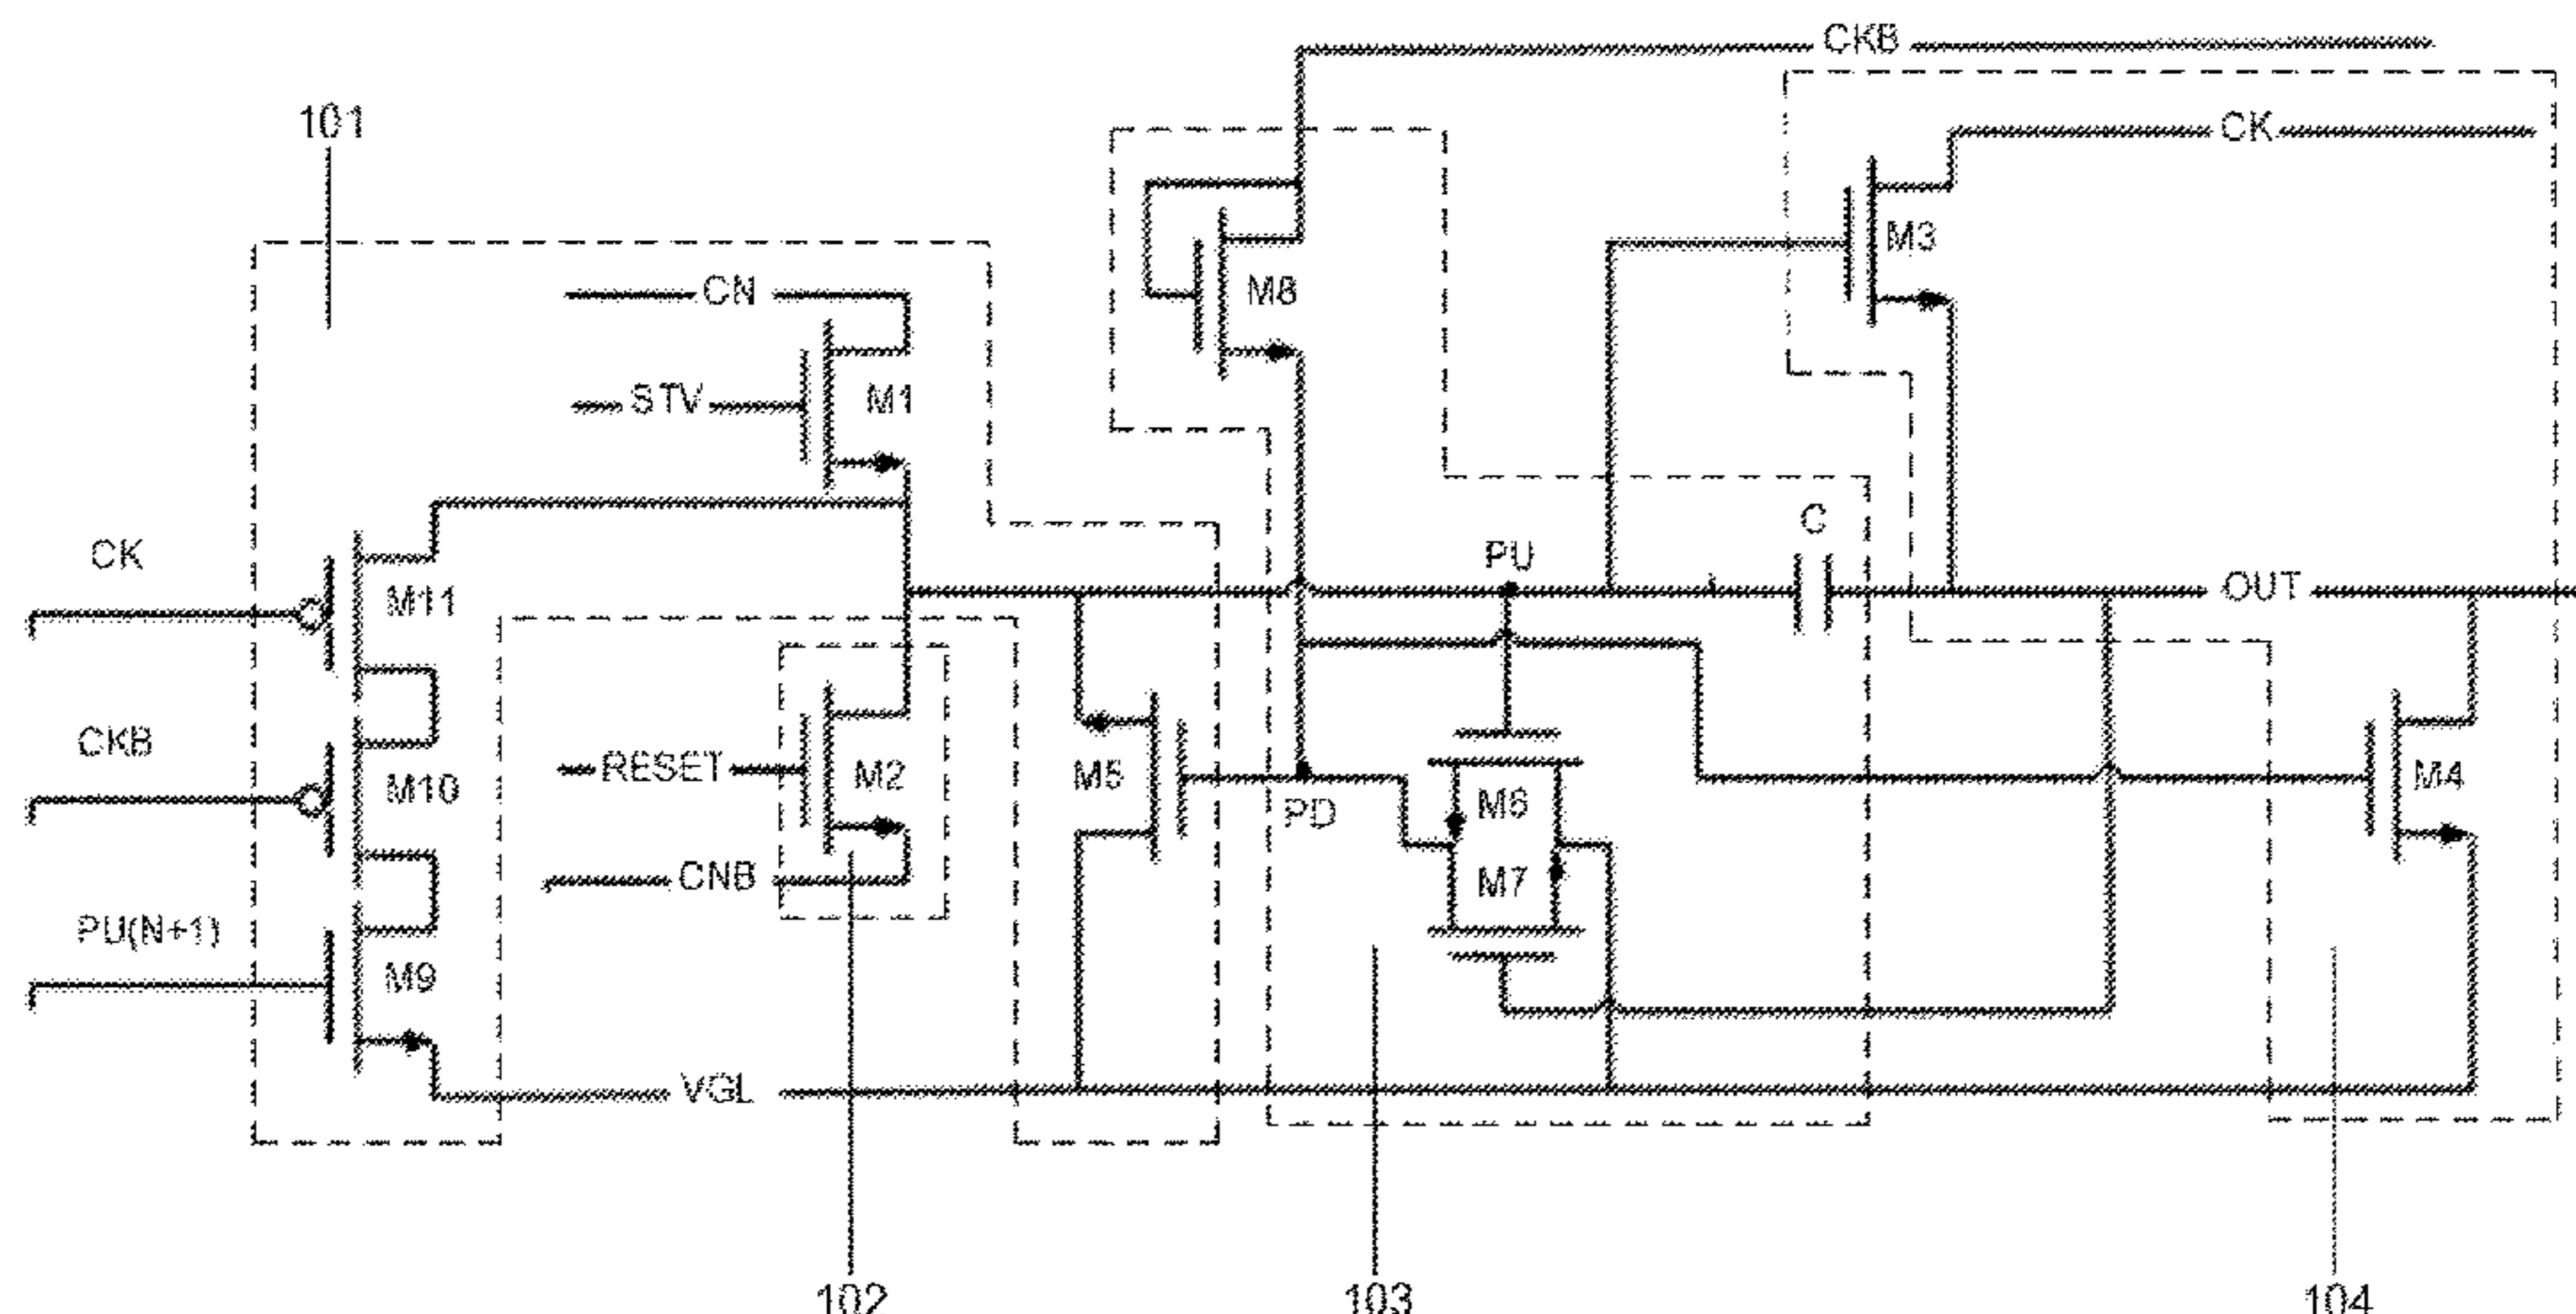 CKB
101
CK
M3
CN
M8
STV
M1
C
CK
PU
M11
OUT
CKB
RESET
M2
M5
M6
M4
M10
PD
CNB
M7
PU(N+1)
M9
VGL
102
103
104